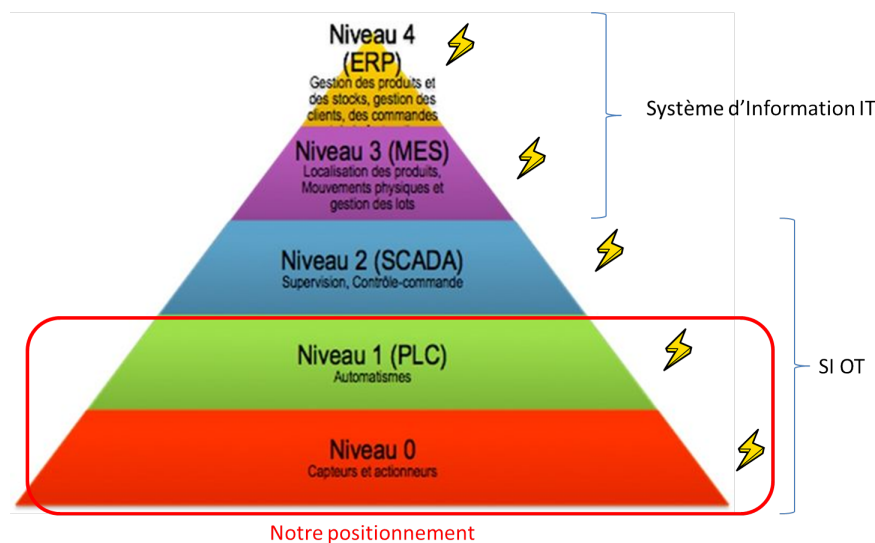 Niveau 4
(ERP)
Gestion des produits et
des stocks, gestion des
clients, des commandes
Système d'Information IT
Niveau 3 (MES)
Localisation des produits,
Mouvements physiques et
gestion des lots
Niveau 2 (SCADA)
Supervision, Contrôle-commande
Niveau 1 (PLC)
Automatismes
SI OT
Niveau 0
Capteurs et actionneurs
Notre positionnement